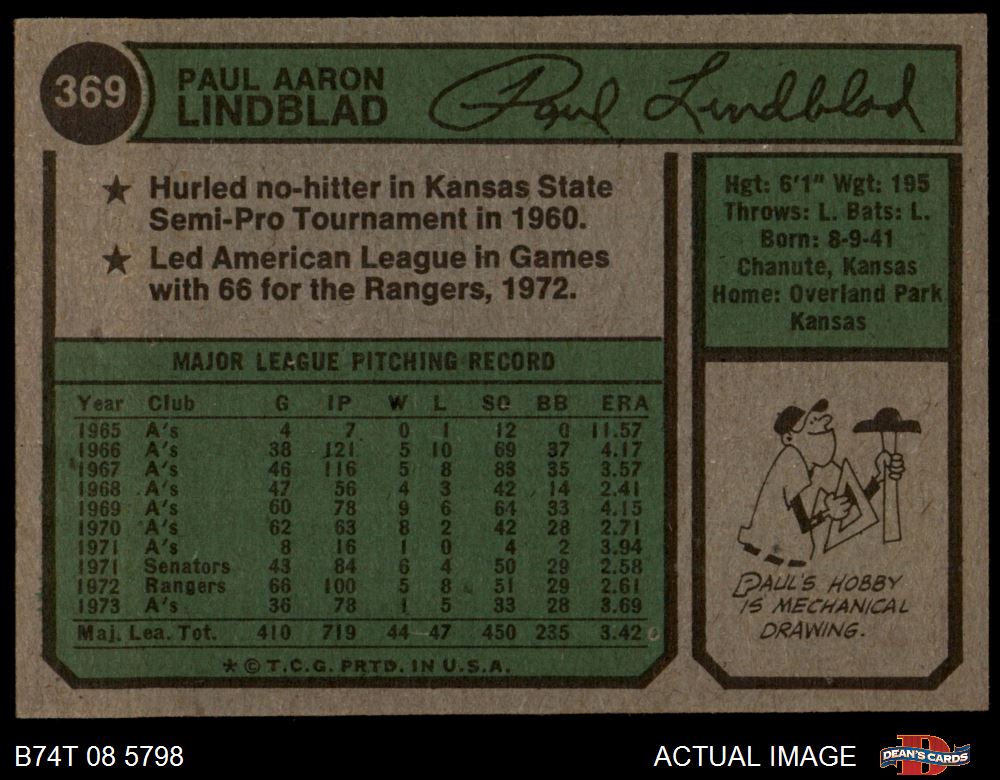 369
PAUL AARON
LINDBLAD
Paul Lindblad
★ Hurled no-hitter in Kansas State
Semi-Pro Tournament in 1960.
★ Led American League in Games
with 66 for the Rangers, 1972.
Hgt: 6'1" Wgt: 195
Throws: L. Bats: L.
Born: 8-9-41
Chanute, Kansas
Home: Overland Park
Kansas
MAJOR LEAGUE PITCHING RECORD
Year Club G IP W L SO BB ERA
1965 A's 4 7 0 1 12 0 11.57
1966 A's 38 121 5 10 69 37 4.17
1967 A's 46 116 5 8 83 35 3.57
1968 A's 47 56 4 3 42 14 2.41
1969 A's 60 78 9 6 64 33 4.15
1970 A's 62 63 8 2 42 28 2.71
1971 A's 8 16 1 0 4 2 3.94
1971 Senators 43 84 6 4 50 29 2.58
1972 Rangers 66 100 5 8 51 29 2.61
1973 A's 36 78 1 5 33 28 3.69
Maj. Lea. Tot. 410 719 44 47 450 235 3.42
* © T.C.G. PRTD. IN U.S.A.
PAUL'S HOBBY
IS MECHANICAL
DRAWING.
B74T 08 5798
ACTUAL IMAGE
DEAN'S CARDS